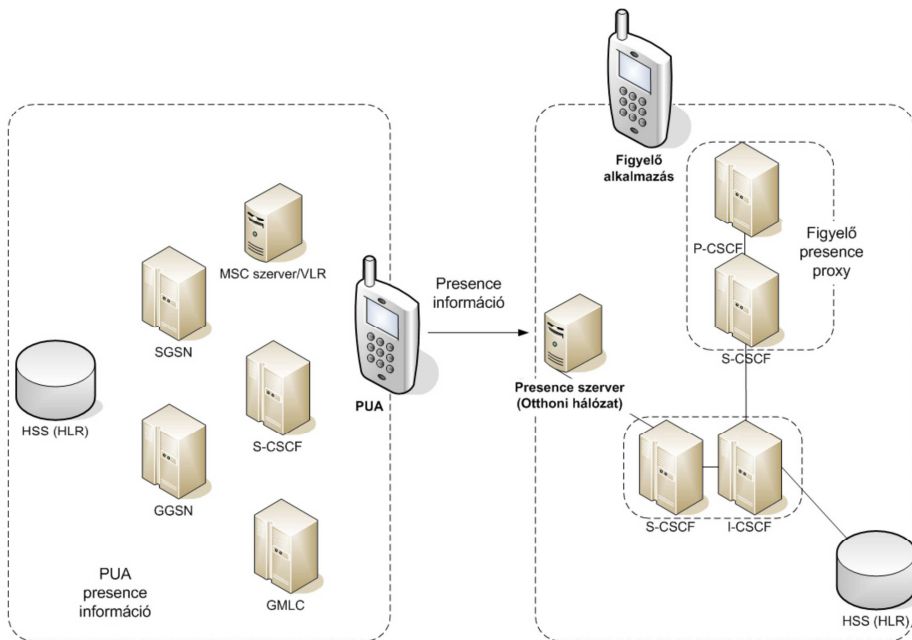 Figyelő
alkalmazás
P-CSCF
Figyelő
presence
proxy
S-CSCF
MSC szerver/VLR
SGSN
HSS (HLR)
S-CSCF
GGSN
GMLC
PUA
presence
információ
PUA
Presence
információ
Presence szerver
(Otthoni hálózat)
S-CSCF
I-CSCF
HSS (HLR)